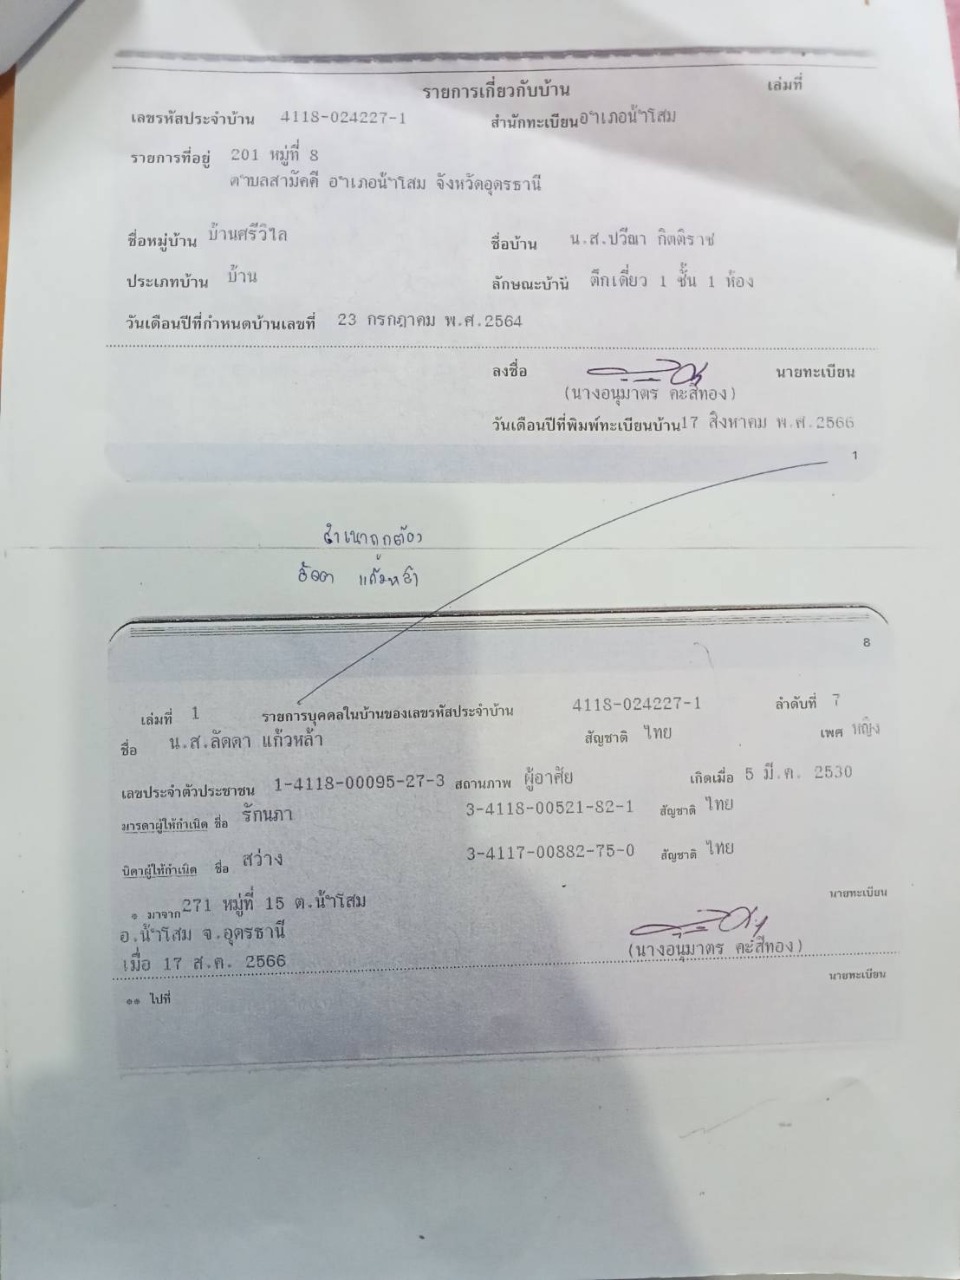 รายการเกี่ยวกับบ้าน เล่มที่
เลขรหัสประจำบ้าน 4118-024227-1 สำนักทะเบียน อำเภอน้ำโสม
รายการที่อยู่ 201 หมู่ที่ 8
ตำบลสามัคคี อำเภอน้ำโสม จังหวัดอุดรธานี
ชื่อหมู่บ้าน บ้านศรีวิไล ชื่อบ้าน น.ส.ปวีณา กิตติราช
ประเภทบ้าน บ้าน ลักษณะบ้าน ตึกเดี่ยว 1 ชั้น 1 ห้อง
วันเดือนปีที่กำหนดบ้านเลขที่ 23 กรกฎาคม พ.ศ.2564
ลงชื่อ นายทะเบียน
(นางอนุมาตร คะสีทอง)
วันเดือนปีที่พิมพ์ทะเบียนบ้าน 17 สิงหาคม พ.ศ.2566
1
สำเนาถูกต้อง
ลัดดา แก้วหล้า
8
เล่มที่ 1 รายการบุคคลในบ้านของเลขรหัสประจำบ้าน 4118-024227-1 ลำดับที่ 7
ชื่อ น.ส.ลัดดา แก้วหล้า สัญชาติ ไทย เพศ หญิง
เลขประจำตัวประชาชน 1-4118-00095-27-3 สถานภาพ ผู้อาศัย เกิดเมื่อ 5 มี.ค. 2530
มารดาผู้ให้กำเนิด ชื่อ รักนภา 3-4118-00521-82-1 สัญชาติ ไทย
บิดาผู้ให้กำเนิด ชื่อ สว่าง 3-4117-00882-75-0 สัญชาติ ไทย
* มาจาก 271 หมู่ที่ 15 ต.น้ำโสม นายทะเบียน
อ.น้ำโสม จ.อุดรธานี
(นางอนุมาตร คะสีทอง)
เมื่อ 17 ส.ค. 2566
** ไปที่ นายทะเบียน